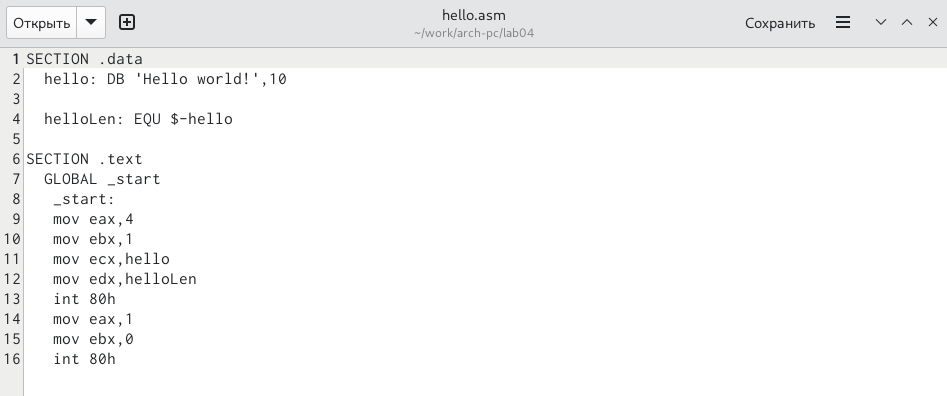 Открыть
hello.asm
~/work/arch-pc/lab04
Сохранить
1 SECTION .data
2   hello: DB 'Hello world!',10
3
4   helloLen: EQU $-hello
5
6 SECTION .text
7   GLOBAL _start
8    _start:
9    mov eax,4
10    mov ebx,1
11    mov ecx,hello
12    mov edx,helloLen
13    int 80h
14    mov eax,1
15    mov ebx,0
16    int 80h